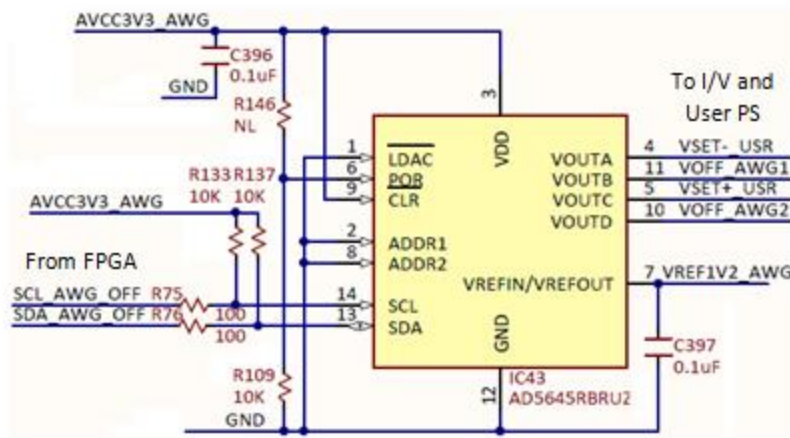 AVCC3V3_AWG
C396
0.1uF
GND
R146
NL
3
To I/V and
User PS
VDD
1
LDAC
6
POR
9
CLR
VOUTA
4
VSET-_USR
VOUTB
11
VOFF_AWG1
VOUTC
5
VSET+_USR
VOUTD
10
VOFF_AWG2
R133
R137
10K
10K
AVCC3V3_AWG
2
ADDR1
8
ADDR2
From FPGA
VREFIN/VREFOUT
7
VREF1V2_AWG
SCL_AWG_OFF
R75
100
14
SCL
SDA_AWG_OFF
R76
100
13
SDA
GND
C397
0.1uF
R109
10K
12
IC43
AD5645RBRUZ
GND